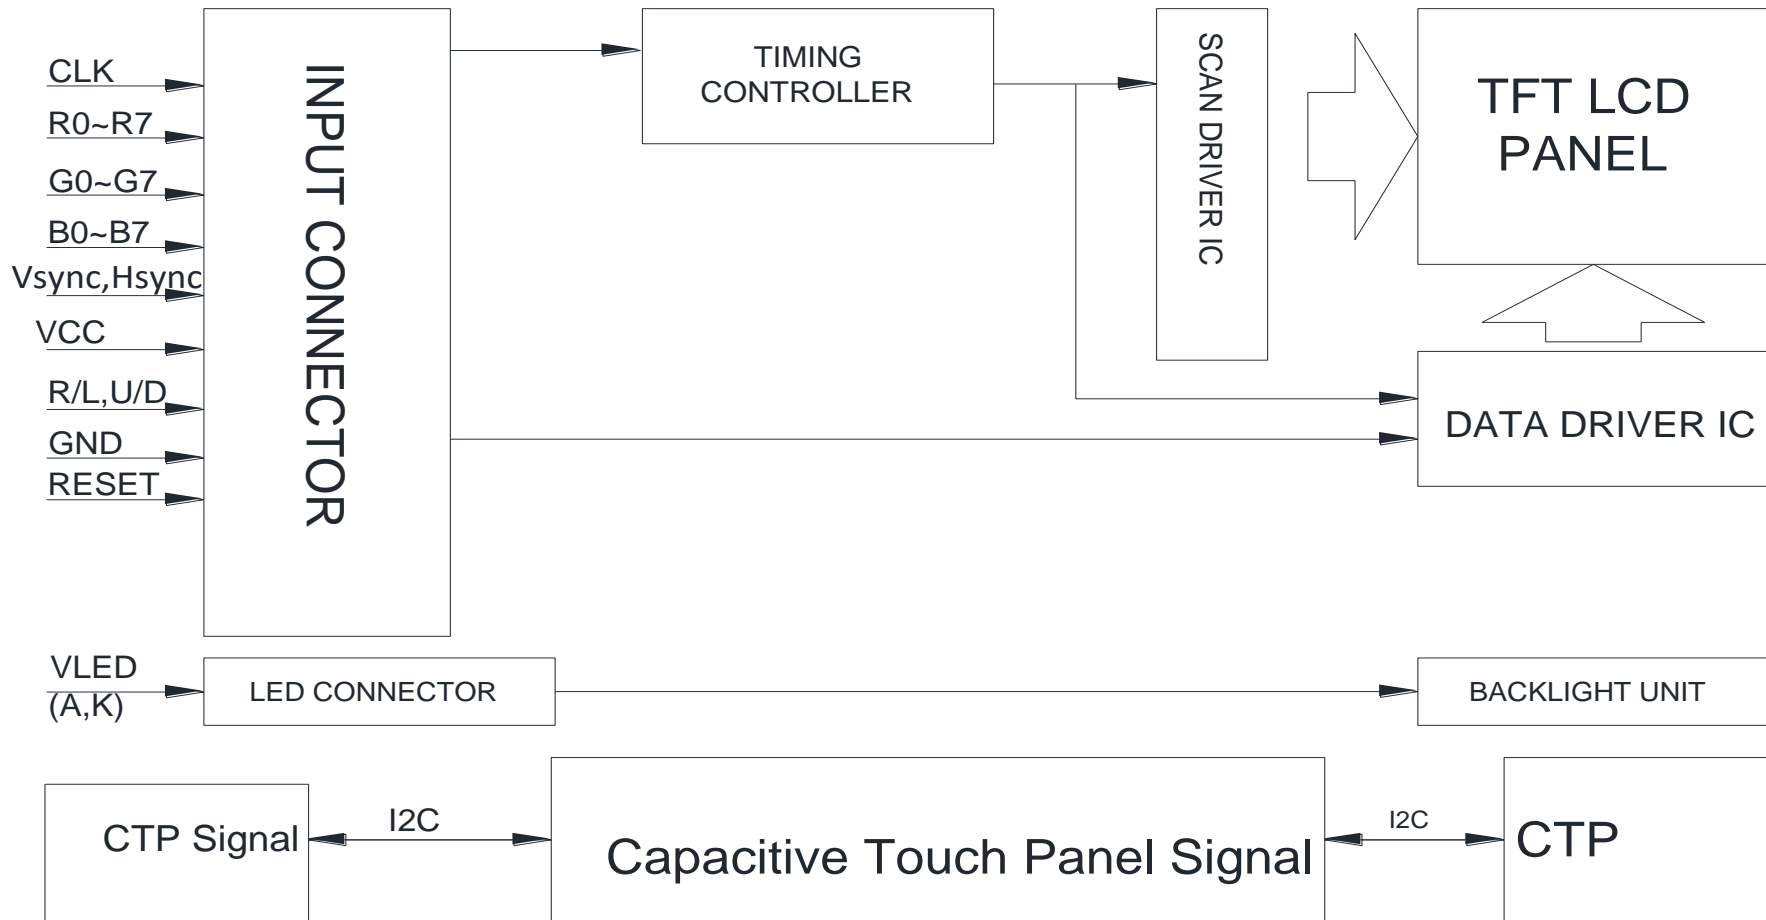 CLK
R0~R7
G0~G7
B0~B7
Vsync,Hsync
VCC
R/L,U/D
GND
RESET
INPUT CONNECTOR
TIMING
CONTROLLER
SCAN DRIVER IC
TFT LCD
PANEL
DATA DRIVER IC
VLED
(A,K)
LED CONNECTOR
BACKLIGHT UNIT
CTP Signal
I2C
Capacitive Touch Panel Signal
I2C
CTP